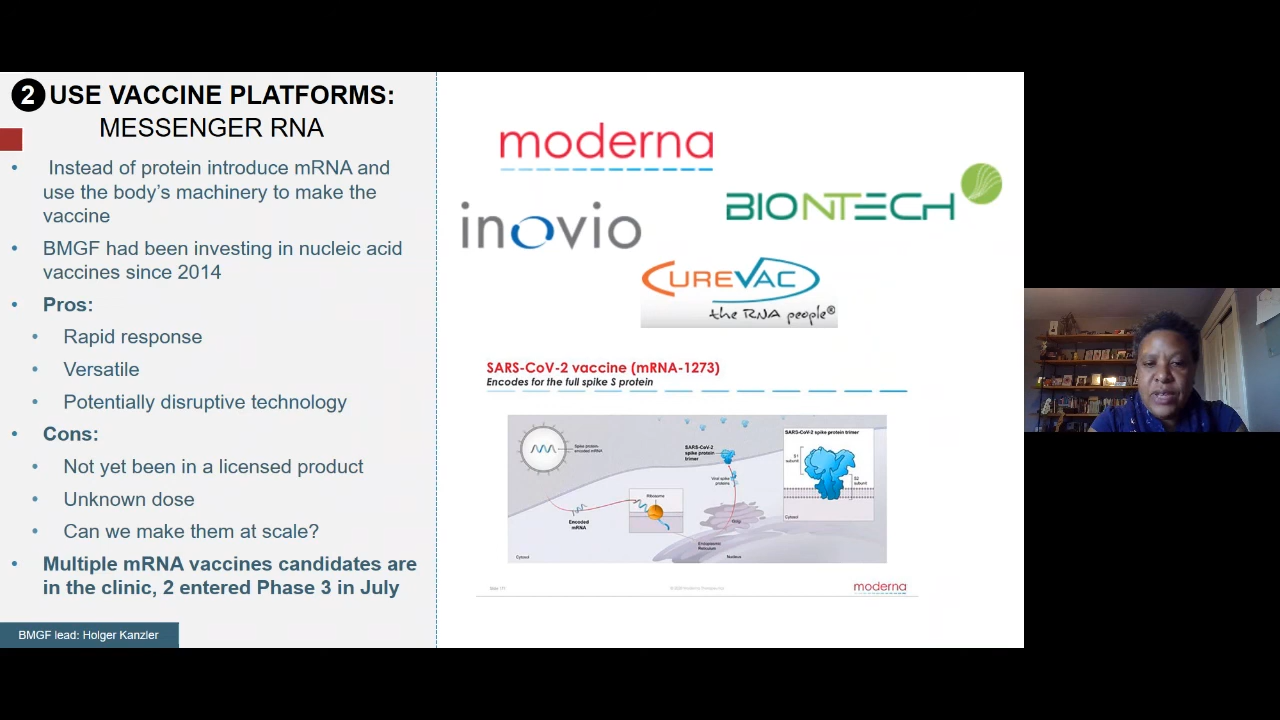 2 USE VACCINE PLATFORMS:
MESSENGER RNA
• Instead of protein introduce mRNA and
use the body's machinery to make the
vaccine
• BMGF had been investing in nucleic acid
vaccines since 2014
• Pros:
• Rapid response
• Versatile
• Potentially disruptive technology
• Cons:
• Not yet been in a licensed product
• Unknown dose
• Can we make them at scale?
• Multiple mRNA vaccines candidates are
in the clinic, 2 entered Phase 3 in July
BMGF lead: Holger Kanzler
moderna
BIONTECH
inovio
CUREVAC
the RNA people®
SARS-CoV-2 vaccine (mRNA-1273)
Encodes for the full spike S protein
Spike protein-
encoded mRNA
Encoded
mRNA
Ribosome
SARS-CoV-2
spike protein
trimer
Viral spike
proteins
Golgi
Endoplasmic
Reticulum
Nucleus
Cytosol
SARS-CoV-2 spike protein trimer
S1
subunit
S2
subunit
Cytosol
moderna